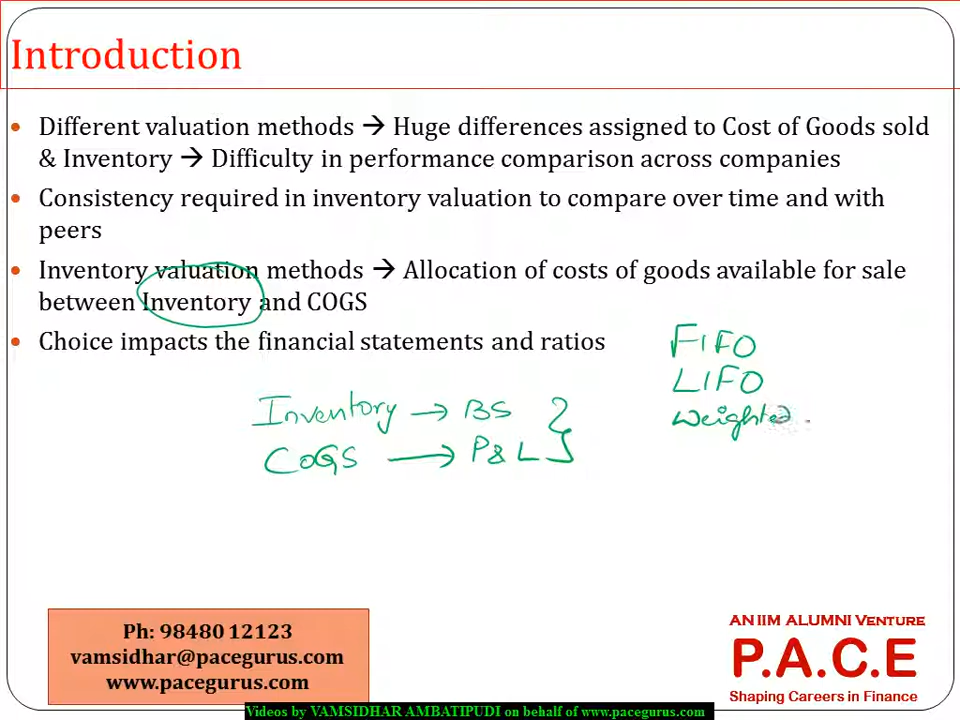 Introduction
• Different valuation methods → Huge differences assigned to Cost of Goods sold
& Inventory → Difficulty in performance comparison across companies
• Consistency required in inventory valuation to compare over time and with
peers
• Inventory valuation methods → Allocation of costs of goods available for sale
between Inventory and COGS
• Choice impacts the financial statements and ratios
FIFO
LIFO
Weighted
Inventory → BS
COGS → P&L
Ph: 98480 12123
vamsidhar@pacegurus.com
www.pacegurus.com
AN IIM ALUMNI VENTURE
P.A.C.E
Shaping Careers in Finance
Videos by VAMSIDHAR AMBATIPUDI on behalf of www.pacegurus.com